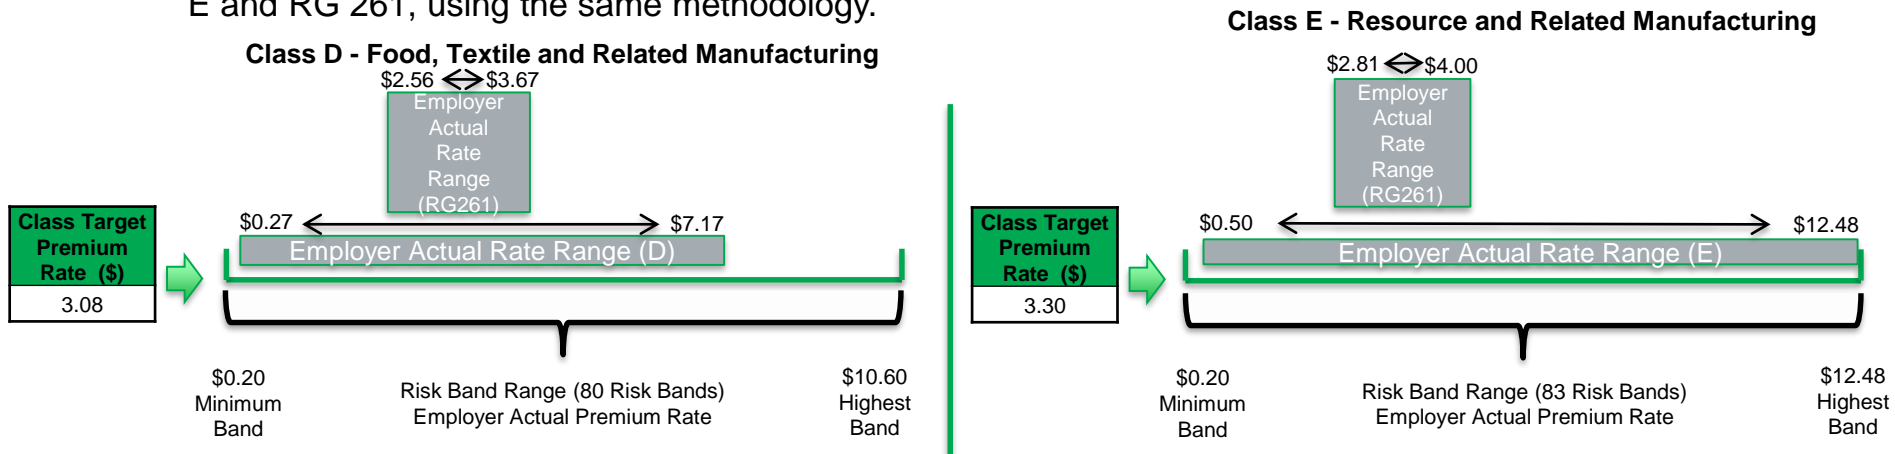 E and RG 261, using the same methodology.
Class D - Food, Textile and Related Manufacturing
$2.56 $3.67
Employer
Actual
Rate
Range
(RG261)
$0.27 $7.17
Employer Actual Rate Range (D)
Class Target
Premium
Rate ($)
3.08
$0.20
Minimum
Band
Risk Band Range (80 Risk Bands)
Employer Actual Premium Rate
$10.60
Highest
Band
Class E - Resource and Related Manufacturing
$2.81 $4.00
Employer
Actual
Rate
Range
(RG261)
$0.50 $12.48
Employer Actual Rate Range (E)
Class Target
Premium
Rate ($)
3.30
$0.20
Minimum
Band
Risk Band Range (83 Risk Bands)
Employer Actual Premium Rate
$12.48
Highest
Band